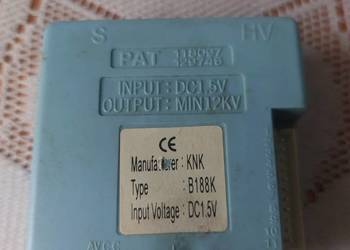 S HV
PAT
INPUT: DC1.5V
OUTPUT: MIN12KV
CE
Manufacturer : KNK
Type : B188K
Input Voltage : DC1.5V